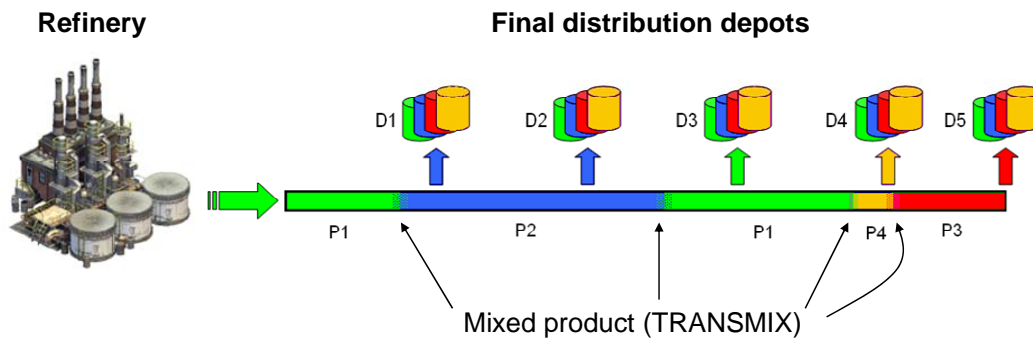 Refinery
Final distribution depots
D1 D2 D3 D4 D5
P1 P2 P1 P4 P3
Mixed product (TRANSMIX)